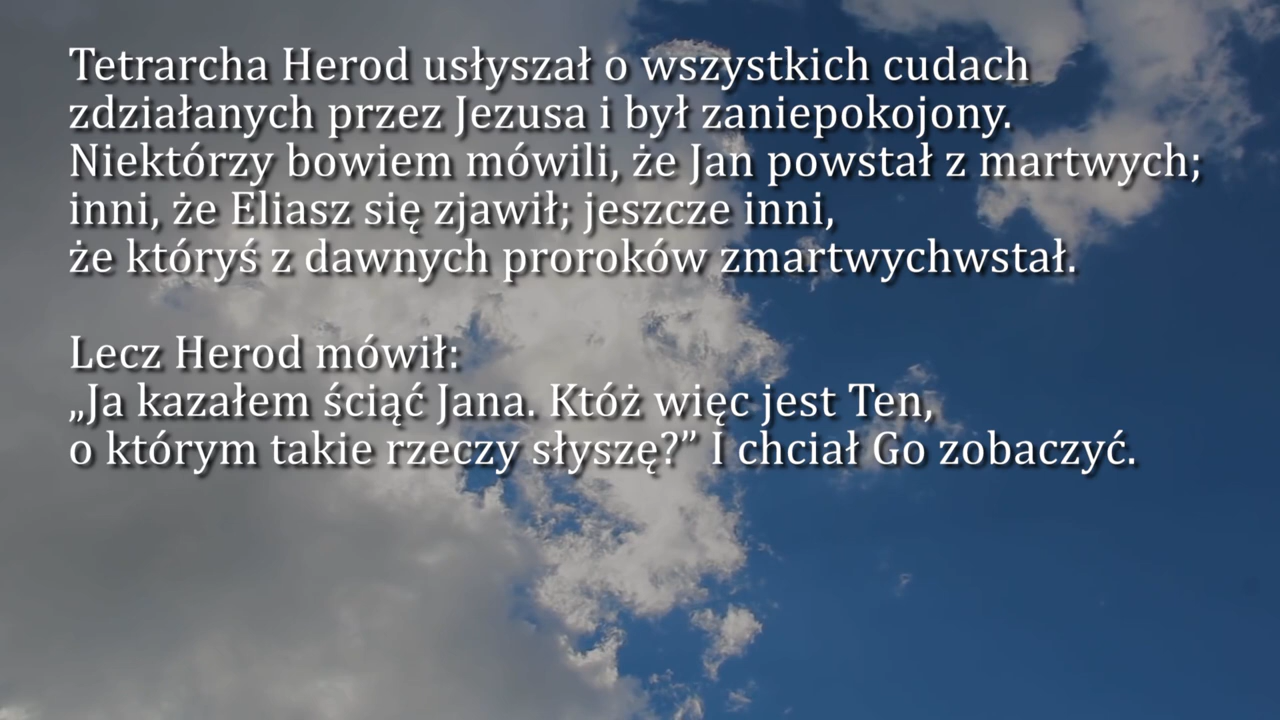 Tetrarcha Herod usłyszał o wszystkich cudach
zdziałanych przez Jezusa i był zaniepokojony.
Niektórzy bowiem mówili, że Jan powstał z martwych;
inni, że Eliasz się zjawił; jeszcze inni,
że któryś z dawnych proroków zmartwychwstał.
Lecz Herod mówił:
„Ja kazałem ściąć Jana. Któż więc jest Ten,
o którym takie rzeczy słyszę?” I chciał Go zobaczyć.